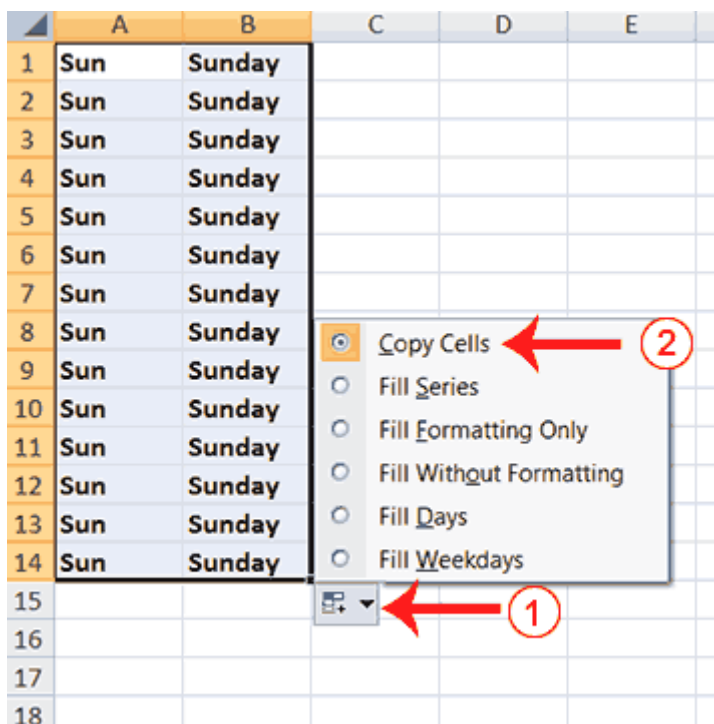 A B C D E
1 Sun Sunday
2 Sun Sunday
3 Sun Sunday
4 Sun Sunday
5 Sun Sunday
6 Sun Sunday
7 Sun Sunday
8 Sun Sunday Copy Cells 2
9 Sun Sunday Fill Series
10 Sun Sunday Fill Formatting Only
11 Sun Sunday Fill Without Formatting
12 Sun Sunday
13 Sun Sunday Fill Days
14 Sun Sunday Fill Weekdays
15 1
16
17
18